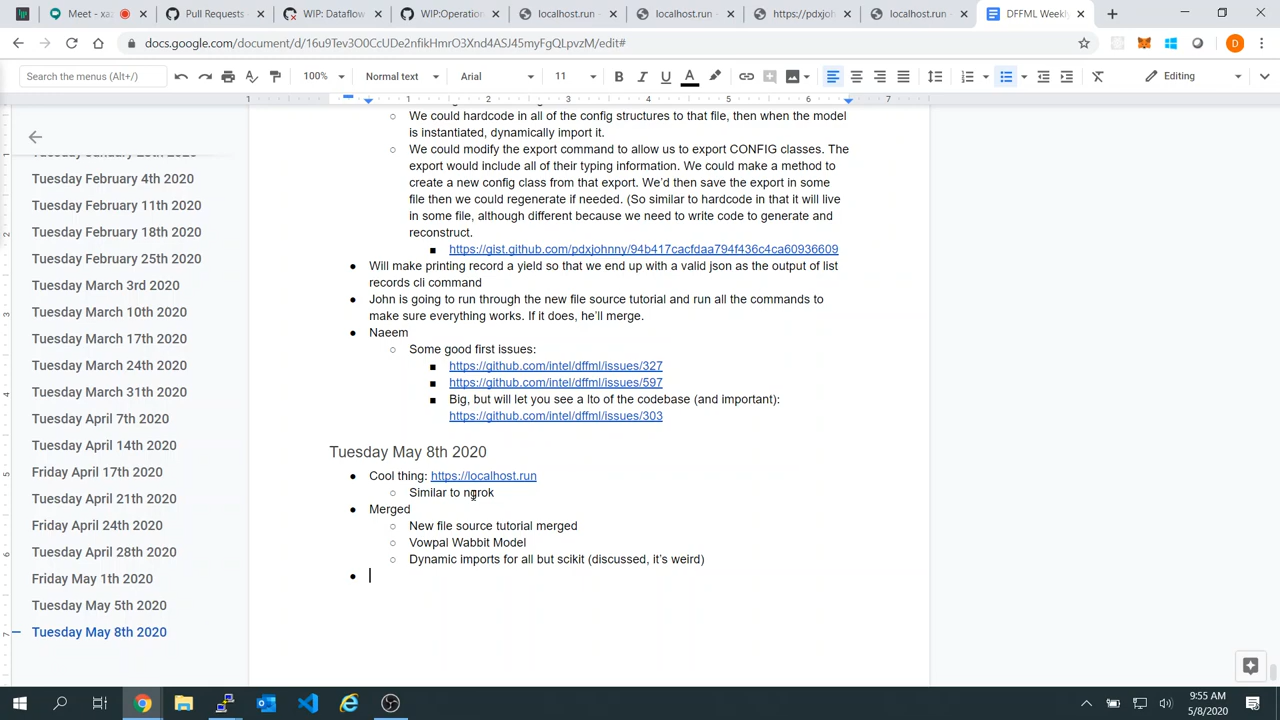 Meet - xa
Pull Requests -
WIP: Dataflow
WIP:Operation
localhost.run -
localhost.run -
https://pdxjoh
localhost.run -
DFFML Weekly
docs.google.com/document/d/16u9Tev3O0CcUDe2nfikHmrO3Xnd4ASJ45myFgQLpvzM/edit#
D
Search the menus (Alt+/)
100%
Normal text
Arial
11
B I U A
Editing
1 1 2 3 4 5 6 7
We could hardcode in all of the config structures to that file, then when the model
is instantiated, dynamically import it.
We could modify the export command to allow us to export CONFIG classes. The
export would include all of their typing information. We could make a method to
create a new config class from that export. We'd then save the export in some
file then we could regenerate if needed. (So similar to hardcode in that it will live
in some file, although different because we need to write code to generate and
reconstruct.
https://gist.github.com/pdxjohnny/94b417cacfdaa794f436c4ca60936609
Will make printing record a yield so that we end up with a valid json as the output of list
records cli command
John is going to run through the new file source tutorial and run all the commands to
make sure everything works. If it does, he'll merge.
Naeem
Some good first issues:
https://github.com/intel/dffml/issues/327
https://github.com/intel/dffml/issues/597
Big, but will let you see a lto of the codebase (and important):
https://github.com/intel/dffml/issues/303
Tuesday May 8th 2020
Cool thing: https://localhost.run
Similar to ngrok
Merged
New file source tutorial merged
Vowpal Wabbit Model
Dynamic imports for all but scikit (discussed, it's weird)
Tuesday January 28th 2020
Tuesday February 4th 2020
Tuesday February 11th 2020
Tuesday February 18th 2020
Tuesday February 25th 2020
Tuesday March 3rd 2020
Tuesday March 10th 2020
Tuesday March 17th 2020
Tuesday March 24th 2020
Tuesday March 31th 2020
Tuesday April 7th 2020
Tuesday April 14th 2020
Friday April 17th 2020
Tuesday April 21th 2020
Friday April 24th 2020
Tuesday April 28th 2020
Friday May 1th 2020
Tuesday May 5th 2020
Tuesday May 8th 2020
9:55 AM
5/8/2020